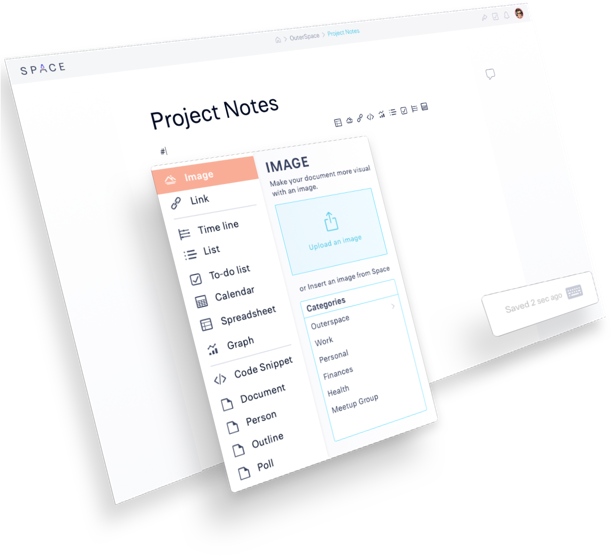 SPACE
OuterSpace > Project Notes
Project Notes
#
Image
Link
Time line
List
To-do list
Calendar
Spreadsheet
Graph
Code Snippet
Document
Person
Outline
Poll
IMAGE
Make your document more visual
with an image.
Upload an image
or Insert an image from Space
Categories
Outerspace
Work
Personal
Finances
Health
Meetup Group
Saved 2 sec ago